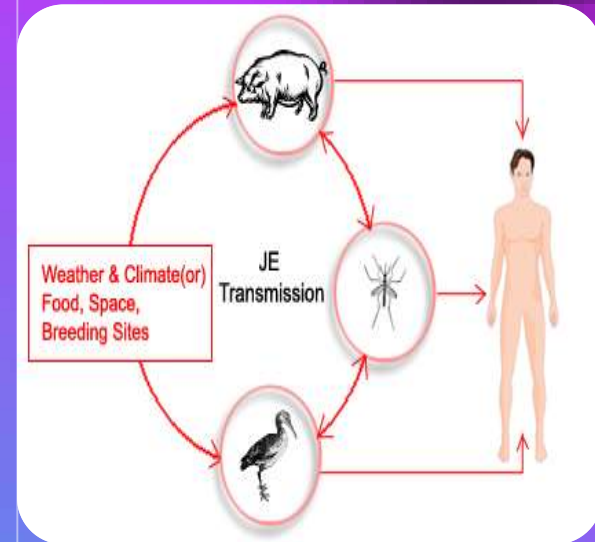 Weather & Climate(or)
Food, Space,
Breeding Sites
JE
Transmission